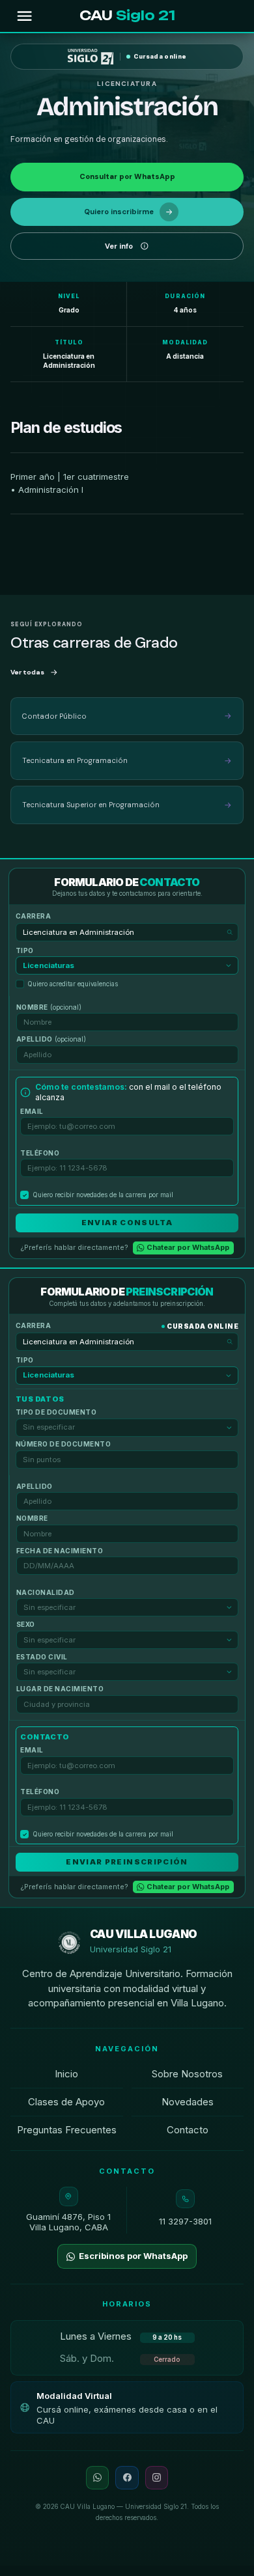 CAU Siglo 21
UNIVERSIDAD SIGLO 21
Cursada online
LICENCIATURA
Administración
Formación en gestión de organizaciones.
Consultar por WhatsApp
Quiero inscribirme
Ver info
NIVEL
Grado
DURACIÓN
4 años
TÍTULO
Licenciatura en
Administración
MODALIDAD
A distancia
Plan de estudios
Primer año | 1er cuatrimestre
• Administración I
SEGUÍ EXPLORANDO
Otras carreras de Grado
Ver todas
Contador Público
Tecnicatura en Programación
Tecnicatura Superior en Programación
FORMULARIO DE CONTACTO
Dejanos tus datos y te contactamos para orientarte.
CARRERA
Licenciatura en Administración
TIPO
Licenciaturas
Quiero acreditar equivalencias
NOMBRE (opcional)
Nombre
APELLIDO (opcional)
Apellido
Cómo te contestamos: con el mail o el teléfono
alcanza
EMAIL
Ejemplo: tu@correo.com
TELÉFONO
Ejemplo: 11 1234-5678
Quiero recibir novedades de la carrera por mail
ENVIAR CONSULTA
¿Preferís hablar directamente? Chatear por WhatsApp
FORMULARIO DE PREINSCRIPCIÓN
Completá tus datos y adelantamos tu preinscripción.
CARRERA
CURSADA ONLINE
Licenciatura en Administración
TIPO
Licenciaturas
TUS DATOS
TIPO DE DOCUMENTO
Sin especificar
NÚMERO DE DOCUMENTO
Sin puntos
APELLIDO
Apellido
NOMBRE
Nombre
FECHA DE NACIMIENTO
DD/MM/AAAA
NACIONALIDAD
Sin especificar
SEXO
Sin especificar
ESTADO CIVIL
Sin especificar
LUGAR DE NACIMIENTO
Ciudad y provincia
CONTACTO
EMAIL
Ejemplo: tu@correo.com
TELÉFONO
Ejemplo: 11 1234-5678
Quiero recibir novedades de la carrera por mail
ENVIAR PREINSCRIPCIÓN
¿Preferís hablar directamente? Chatear por WhatsApp
CAU VILLA LUGANO
Universidad Siglo 21
Centro de Aprendizaje Universitario. Formación
universitaria con modalidad virtual y
acompañamiento presencial en Villa Lugano.
NAVEGACIÓN
Inicio
Sobre Nosotros
Clases de Apoyo
Novedades
Preguntas Frecuentes
Contacto
CONTACTO
Guaminí 4876, Piso 1
Villa Lugano, CABA
11 3297-3801
Escribinos por WhatsApp
HORARIOS
Lunes a Viernes 9 a 20 hs
Sáb. y Dom. Cerrado
Modalidad Virtual
Cursá online, exámenes desde casa o en el
CAU
© 2026 CAU Villa Lugano — Universidad Siglo 21. Todos los
derechos reservados.